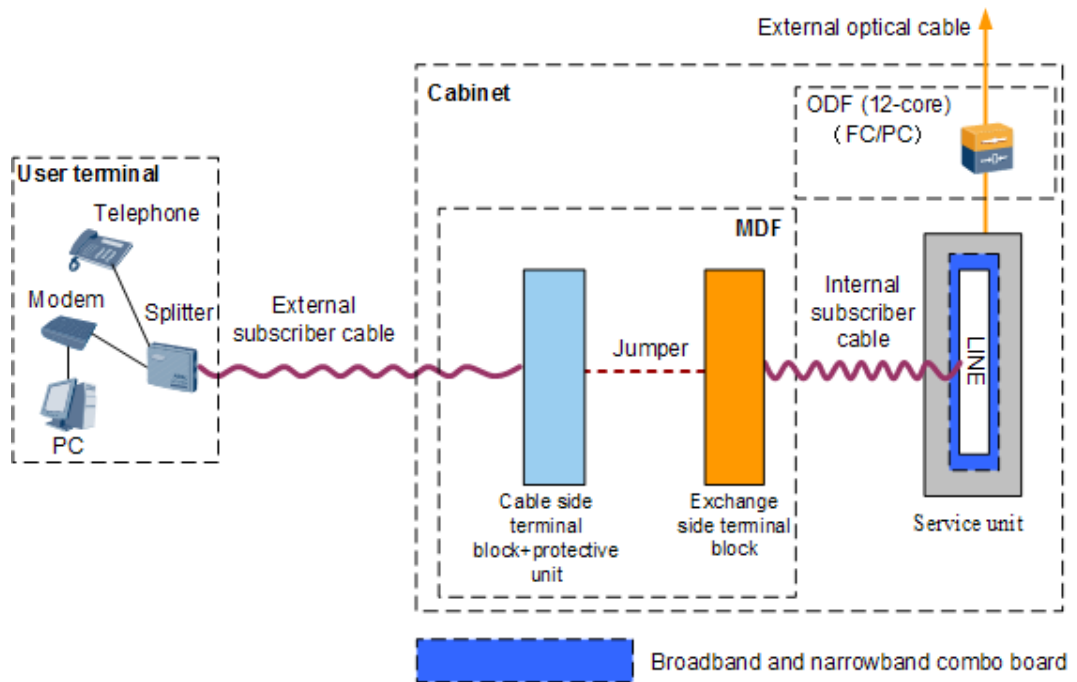 External optical cable
Cabinet
ODF (12-core)
(FC/PC)
User terminal
Telephone
Modem
Splitter
PC
External
subscriber cable
MDF
Jumper
Internal
subscriber
cable
LINE
Cable side
terminal
block+protective
unit
Exchange
side terminal
block
Service unit
Broadband and narrowband combo board